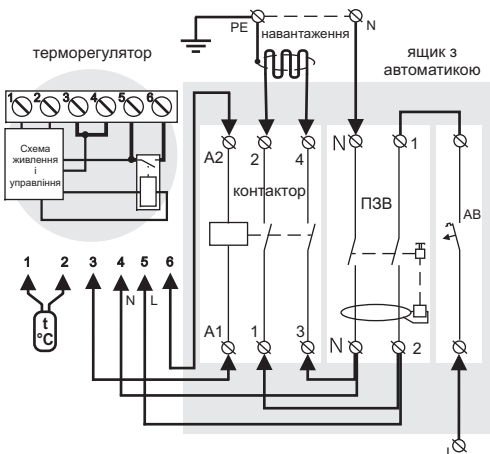 PE
N
навантаження
терморегулятор
ящик з
автоматикою
1 2 3 4 5 6
Схема
живлення
і
управління
A2 2 4 N 1
контактор
ПЗВ
АВ
1 2 3 4 5 6
N L
t
°C
A1 1 3 N 2
L